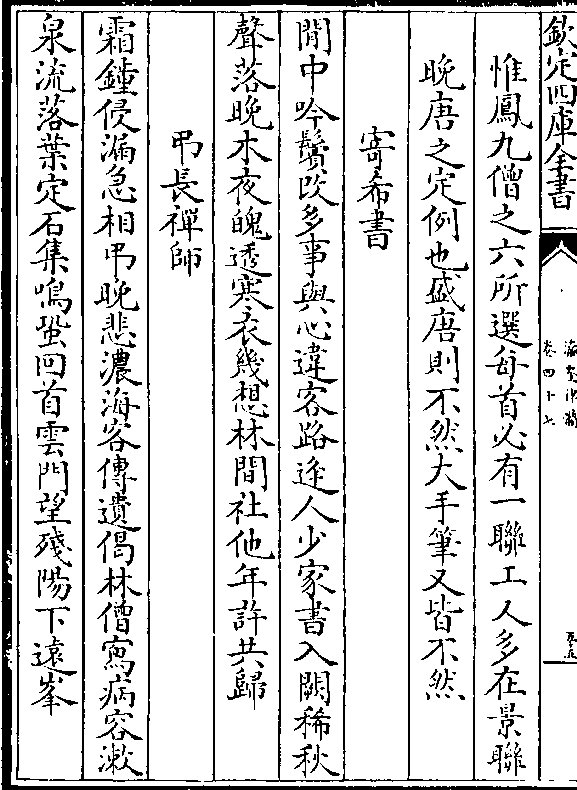 欽定四庫全書
卷四十七
惟鳳九僧之六所選每首必有一聯工人多在景聯
晚唐之定例也盛唐則不然大手筆又皆不然
寄希晝
閒中吟鬢改多事與心違客路逢人少家書入關稀秋
聲落晚木夜魄透寒衣幾想林間社他年許共歸
弔長禪師
霜鍾侵漏急相弔晚悲濃海客傳遺偈林僧寫病容漱
泉流落葉定石集鳴蛩回首雲門望殘陽下遠峯